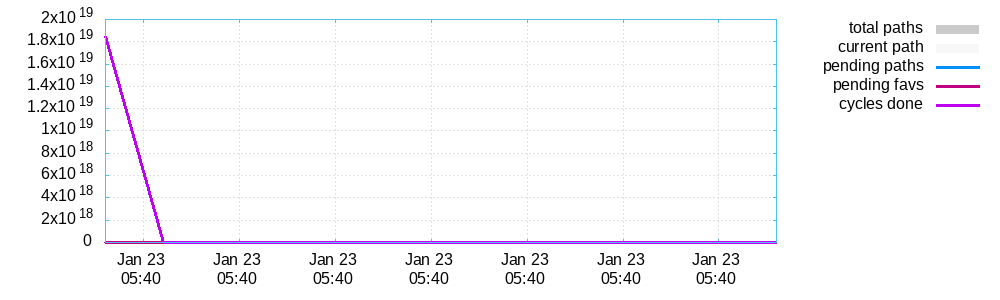 2x10 19
1.8x10 19
1.6x10 19
1.4x10 19
1.2x10 19
1x10 19
8x10 18
6x10 18
4x10 18
2x10 18
0
Jan 23 Jan 23 Jan 23 Jan 23 Jan 23 Jan 23 Jan 23
05:40 05:40 05:40 05:40 05:40 05:40 05:40
total paths
current path
pending paths
pending favs
cycles done